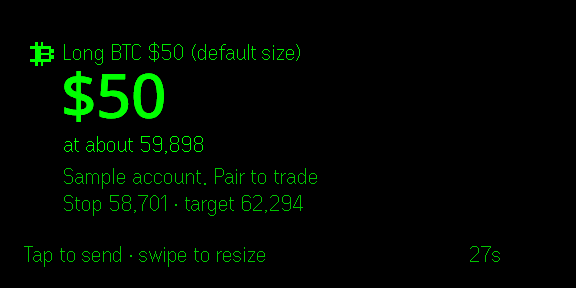 Long BTC $50 (default size)
$50
at about 59,898
Sample account. Pair to trade
Stop 58,701 · target 62,294
Tap to send · swipe to resize 27s